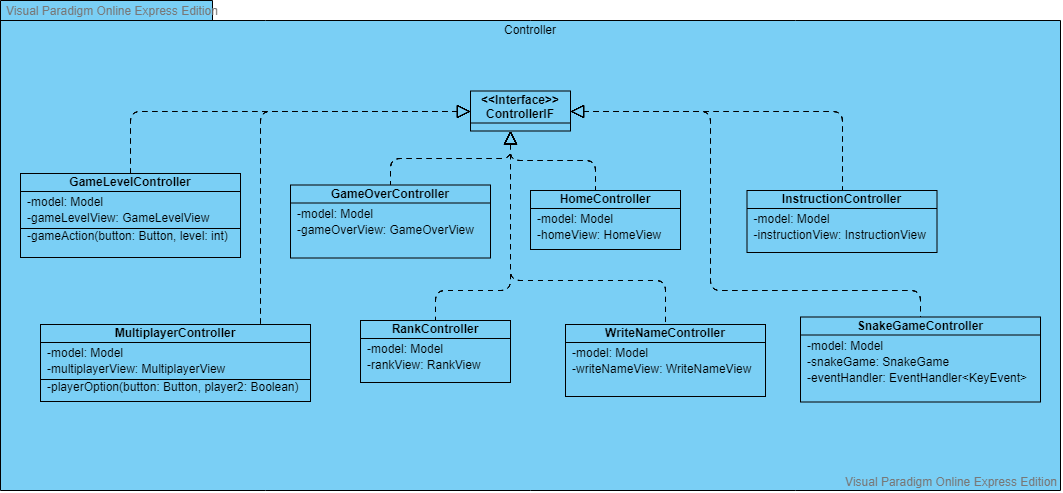 Visual Paradigm Online Express Edition
Controller
<<Interface>>
ControllerIF
GameLevelController
-model: Model
-gameLevelView: GameLevelView
-gameAction(button: Button, level: int)
GameOverController
-model: Model
-gameOverView: GameOverView
HomeController
-model: Model
-homeView: HomeView
InstructionController
-model: Model
-instructionView: InstructionView
MultiplayerController
-model: Model
-multiplayerView: MultiplayerView
-playerOption(button: Button, player2: Boolean)
RankController
-model: Model
-rankView: RankView
WriteNameController
-model: Model
-writeNameView: WriteNameView
SnakeGameController
-model: Model
-snakeGame: SnakeGame
-eventHandler: EventHandler<KeyEvent>
Visual Paradigm Online Express Edition